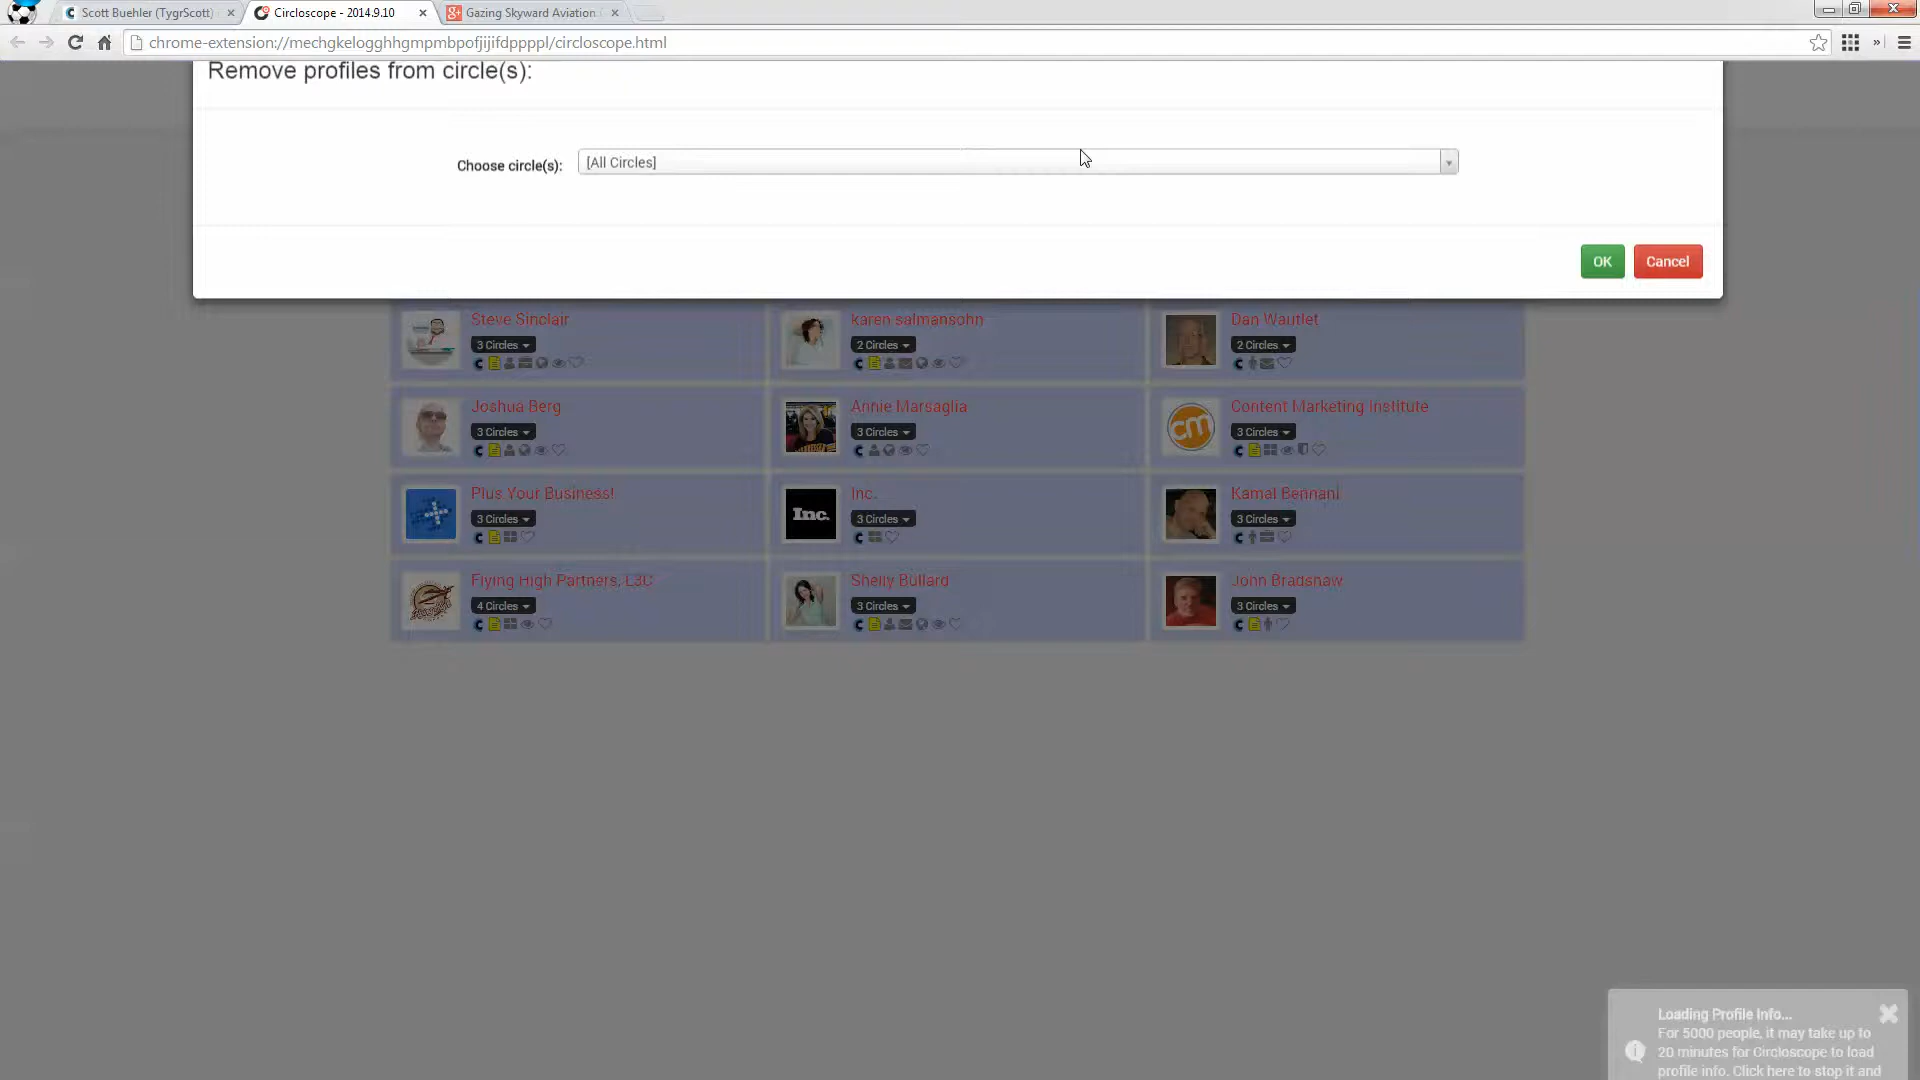 Scott Buehler (TygrScott)
Circloscope - 2014.9.10
Gazing Skyward Aviation
chrome-extension://mechgkelogghhgmpmbpofjijifdppppl/circloscope.html
Remove profiles from circle(s):
Choose circle(s):
[All Circles]
OK
Cancel
Steve Sinclair
3 Circles
karen salmansohn
2 Circles
Dan Wautlet
2 Circles
Joshua Berg
3 Circles
Annie Marsaglia
3 Circles
Content Marketing Institute
3 Circles
cm
Plus Your Business!
3 Circles
Inc.
Inc.
3 Circles
Kamal Bennani
3 Circles
Flying High Partners, L3C
4 Circles
Shelly Bullard
3 Circles
John Bradshaw
3 Circles
Loading Profile Info...
For 5000 people, it may take up to
20 minutes for Circloscope to load
profile info. Click here to stop it and